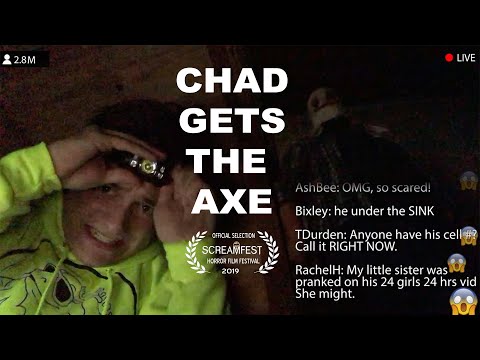 2.8M
LIVE
CHAD
GETS
THE
AXE
OFFICIAL SELECTION
SCREAMFEST
HORROR FILM FESTIVAL
2019
AshBee: OMG, so scared!
Bixley: he under the SINK
TDurden: Anyone have his cell #?
Call it RIGHT NOW.
RachelH: My little sister was
pranked on his 24 girls 24 hrs vid
She might.